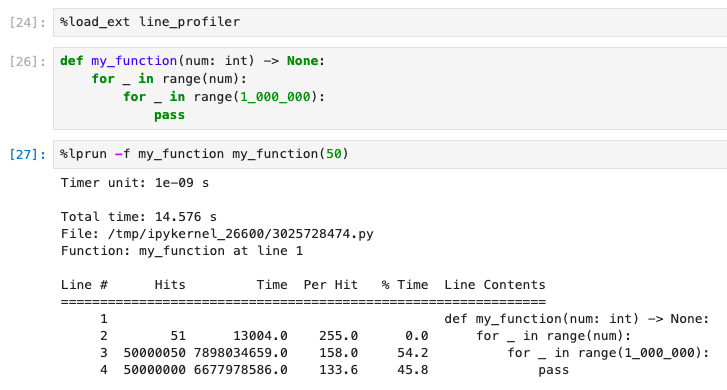 [24]: %load_ext line_profiler
[26]: def my_function(num: int) -> None:
    for _ in range(num):
        for _ in range(1_000_000):
            pass
[27]: %lprun -f my_function my_function(50)
Timer unit: 1e-09 s
Total time: 14.576 s
File: /tmp/ipykernel_26600/3025728474.py
Function: my_function at line 1
Line #      Hits         Time  Per Hit   % Time  Line Contents
==============================================================
     1                                           def my_function(num: int) -> None:
     2        51      13004.0    255.0      0.0      for _ in range(num):
     3  50000050 7898034659.0    158.0     54.2          for _ in range(1_000_000):
     4  50000000 6677978586.0    133.6     45.8              pass